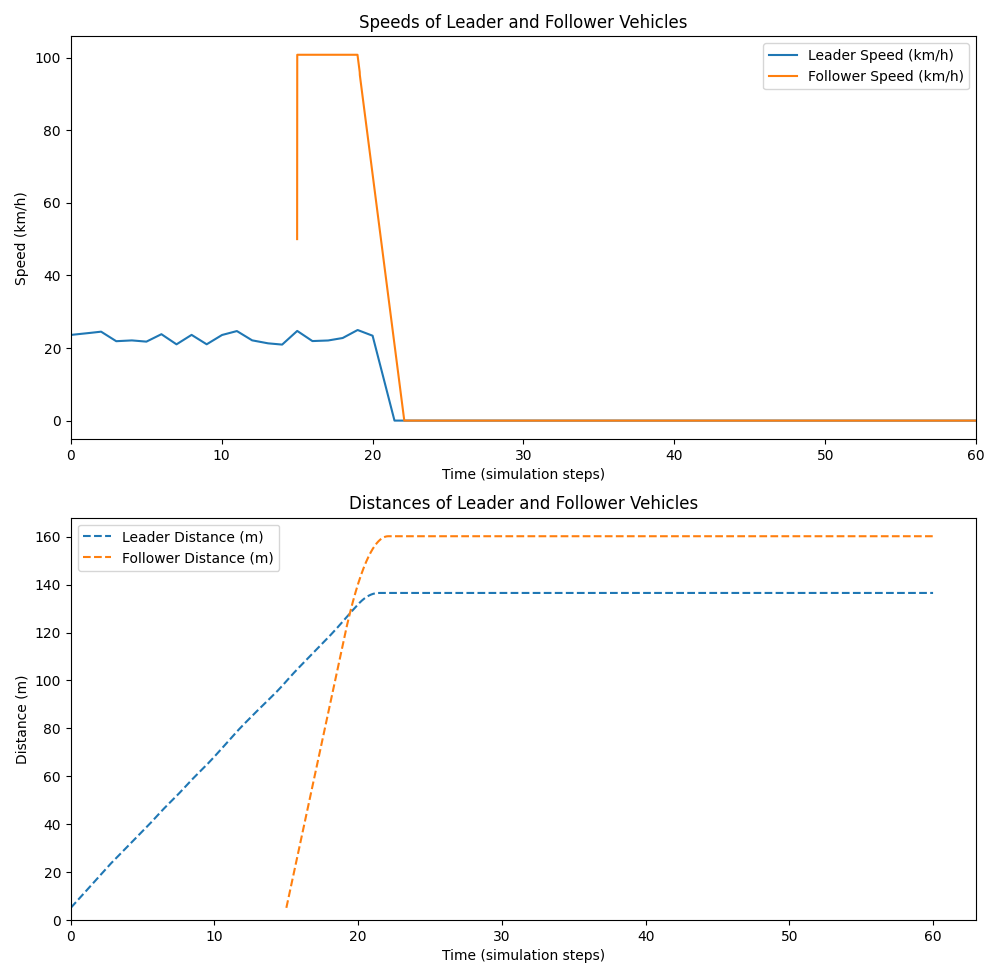 Speeds of Leader and Follower Vehicles
Leader Speed (km/h)
Follower Speed (km/h)
Speed (km/h)
100
80
60
40
20
0
0 10 20 30 40 50 60
Time (simulation steps)
Distances of Leader and Follower Vehicles
Leader Distance (m)
Follower Distance (m)
Distance (m)
160
140
120
100
80
60
40
20
0
0 10 20 30 40 50 60
Time (simulation steps)